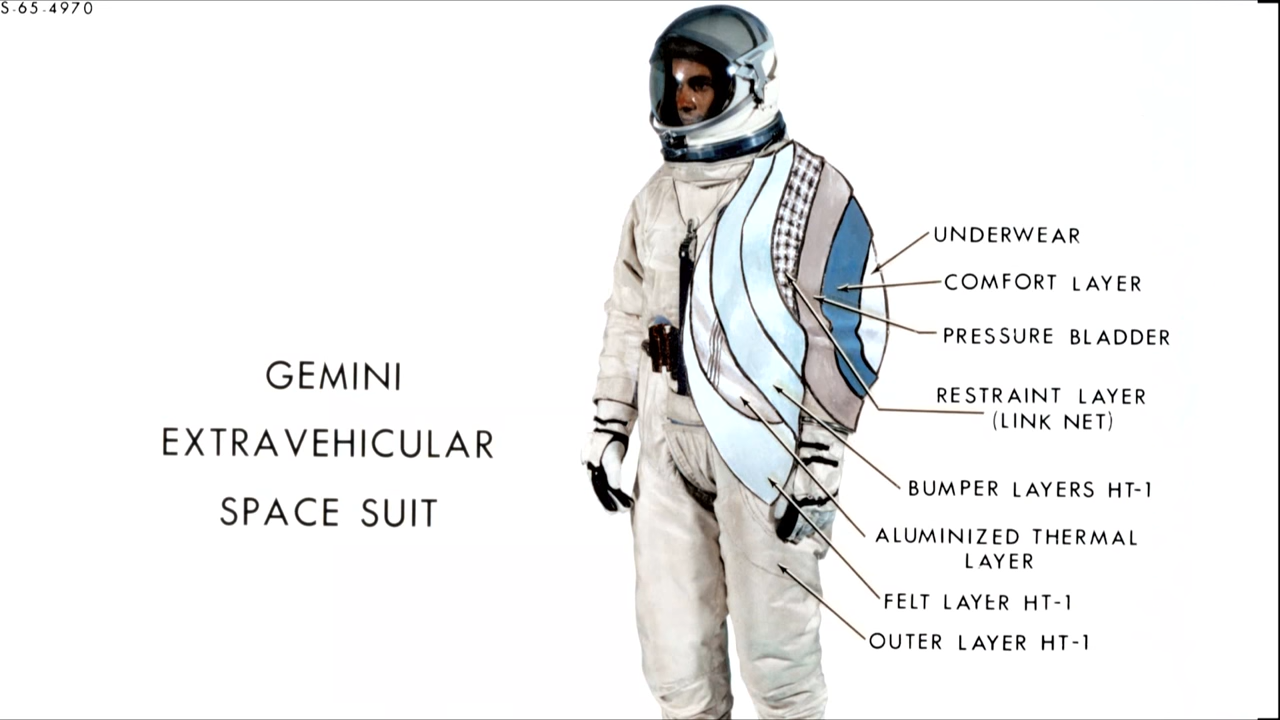 S-65-4970
GEMINI
EXTRAVEHICULAR
SPACE SUIT
UNDERWEAR
COMFORT LAYER
PRESSURE BLADDER
RESTRAINT LAYER
(LINK NET)
BUMPER LAYERS HT-1
ALUMINIZED THERMAL
LAYER
FELT LAYER HT-1
OUTER LAYER HT-1